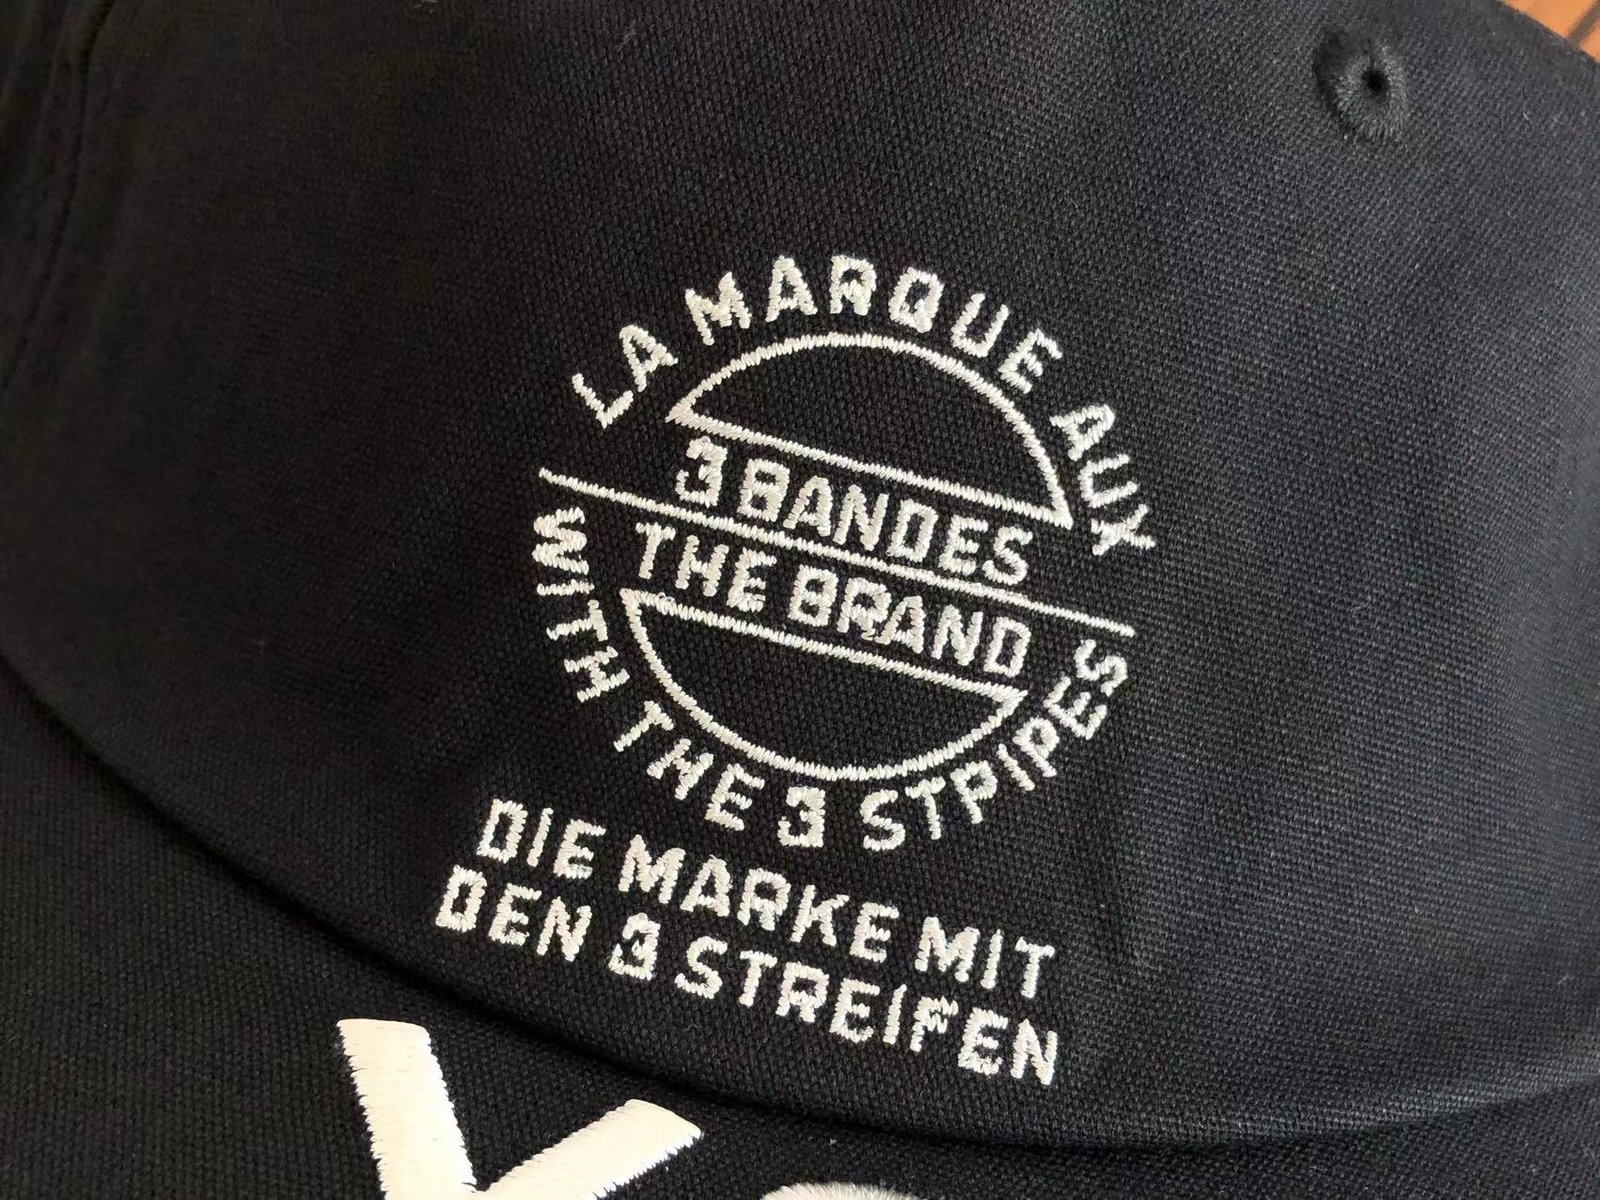 LA MARQUE AUX
3 BANDES
THE BRAND
WITH THE 3 STRIPES
DIE MARKE MIT
DEN 3 STREIFEN